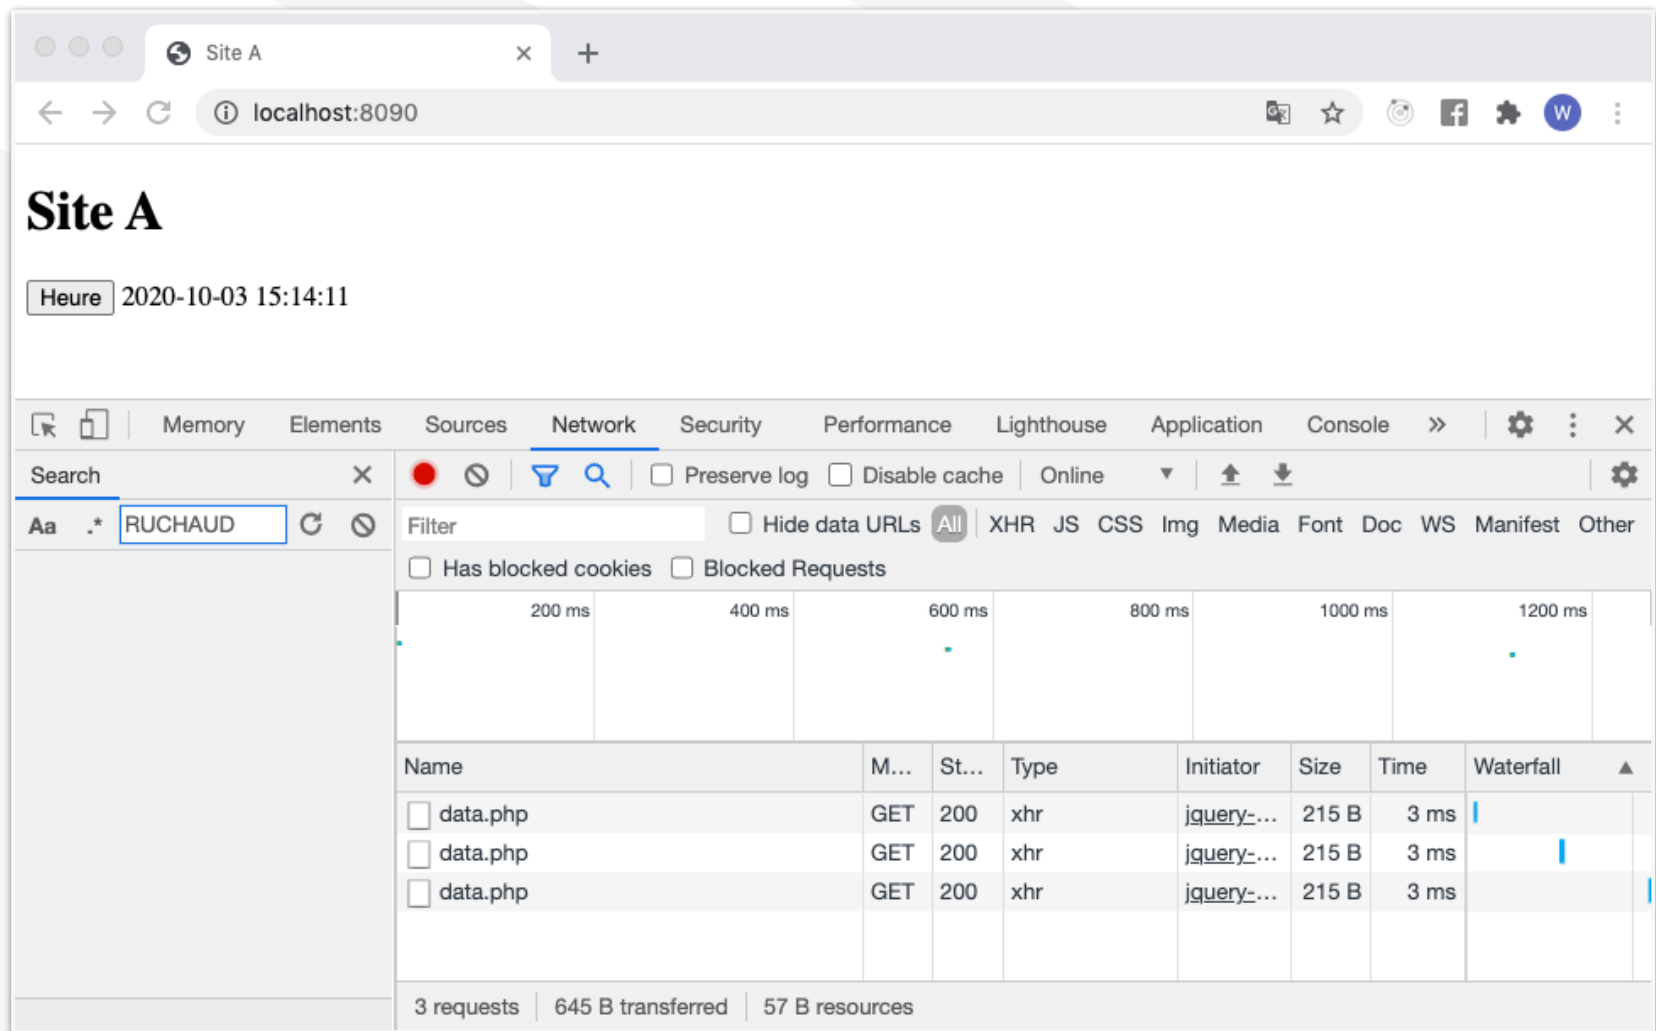 Site A
localhost:8090
W
Site A
Heure 2020-10-03 15:14:11
Memory Elements Sources Network Security Performance Lighthouse Application Console »
Search
Preserve log Disable cache Online
Aa .* RUCHAUD
Filter Hide data URLs All XHR JS CSS Img Media Font Doc WS Manifest Other
Has blocked cookies Blocked Requests
200 ms 400 ms 600 ms 800 ms 1000 ms 1200 ms
Name M... St... Type Initiator Size Time Waterfall
data.php GET 200 xhr jquery-... 215 B 3 ms
data.php GET 200 xhr jquery-... 215 B 3 ms
data.php GET 200 xhr jquery-... 215 B 3 ms
3 requests 645 B transferred 57 B resources